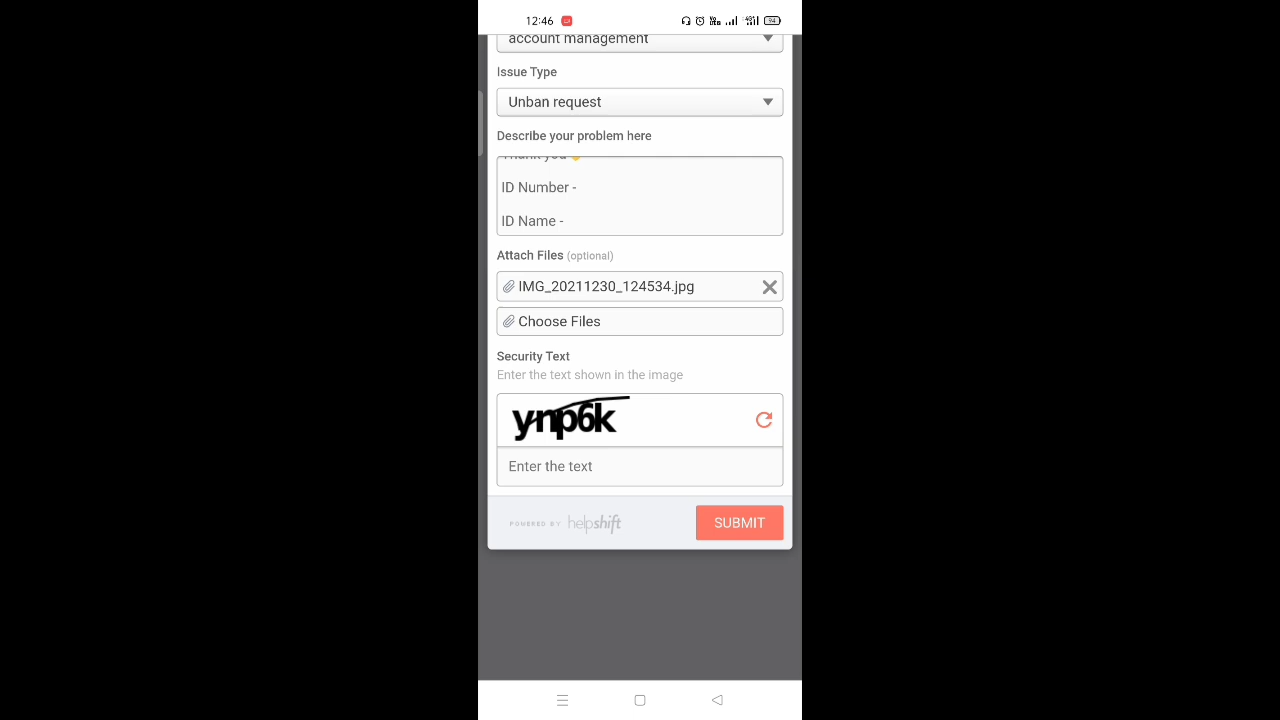 12:46
account management
Issue Type
Unban request
Describe your problem here
Thank you
ID Number -
ID Name -
Attach Files (optional)
IMG_20211230_124534.jpg
Choose Files
Security Text
Enter the text shown in the image
ynp6k
Enter the text
POWERED BY helpshift
SUBMIT